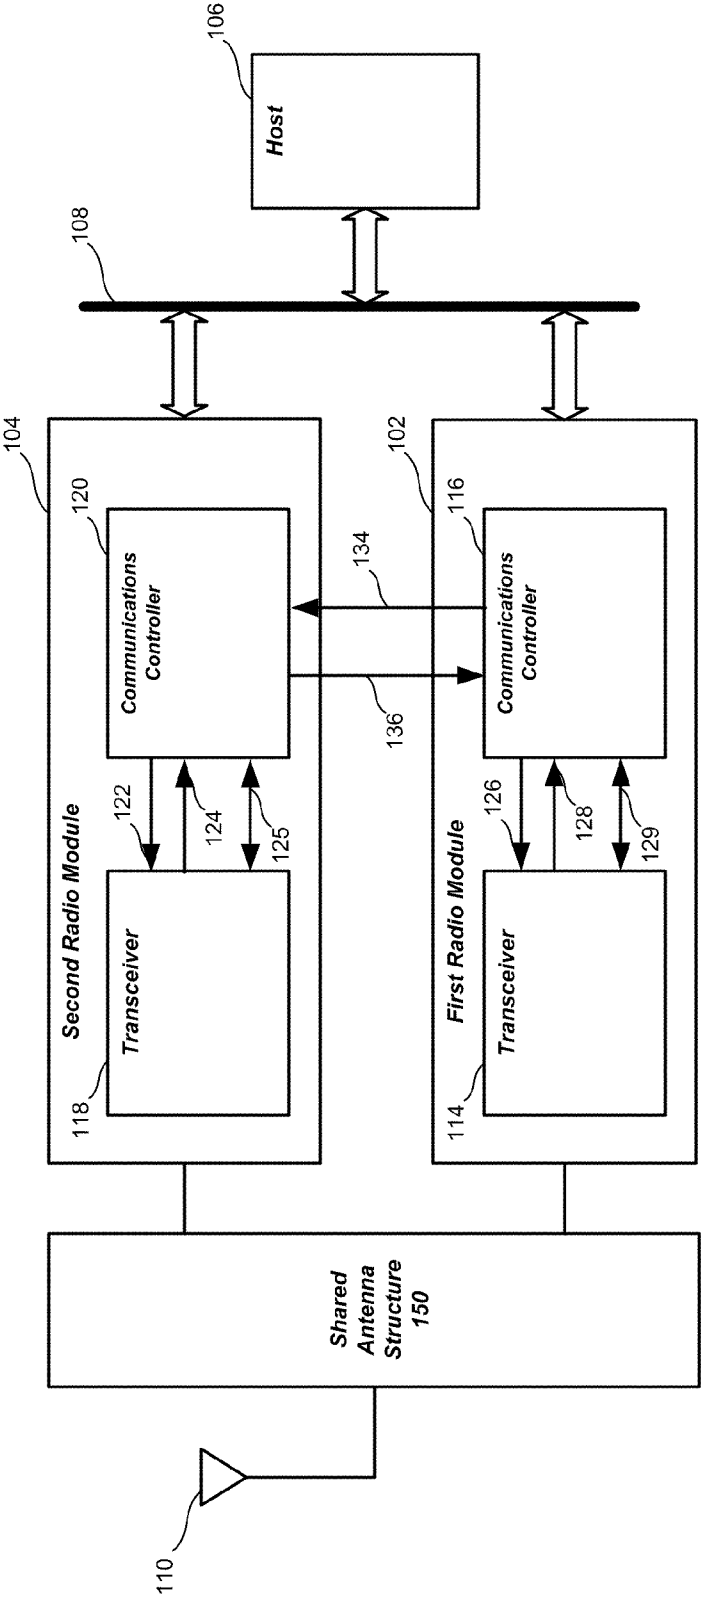 110
Shared
Antenna
Structure
150
Second Radio Module
104
Transceiver
118
122
124
125
Communications
Controller
120
134
136
First Radio Module
102
Transceiver
114
126
128
129
Communications
Controller
116
108
Host
106